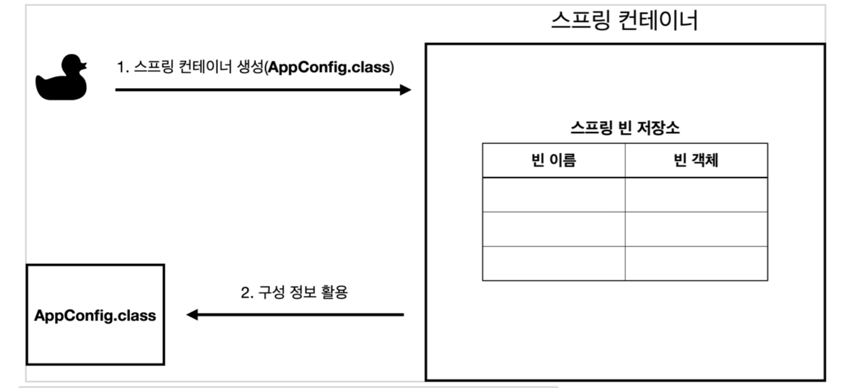 스프링 컨테이너
1. 스프링 컨테이너 생성(AppConfig.class)
스프링 빈 저장소
빈 이름 빈 객체
2. 구성 정보 활용
AppConfig.class